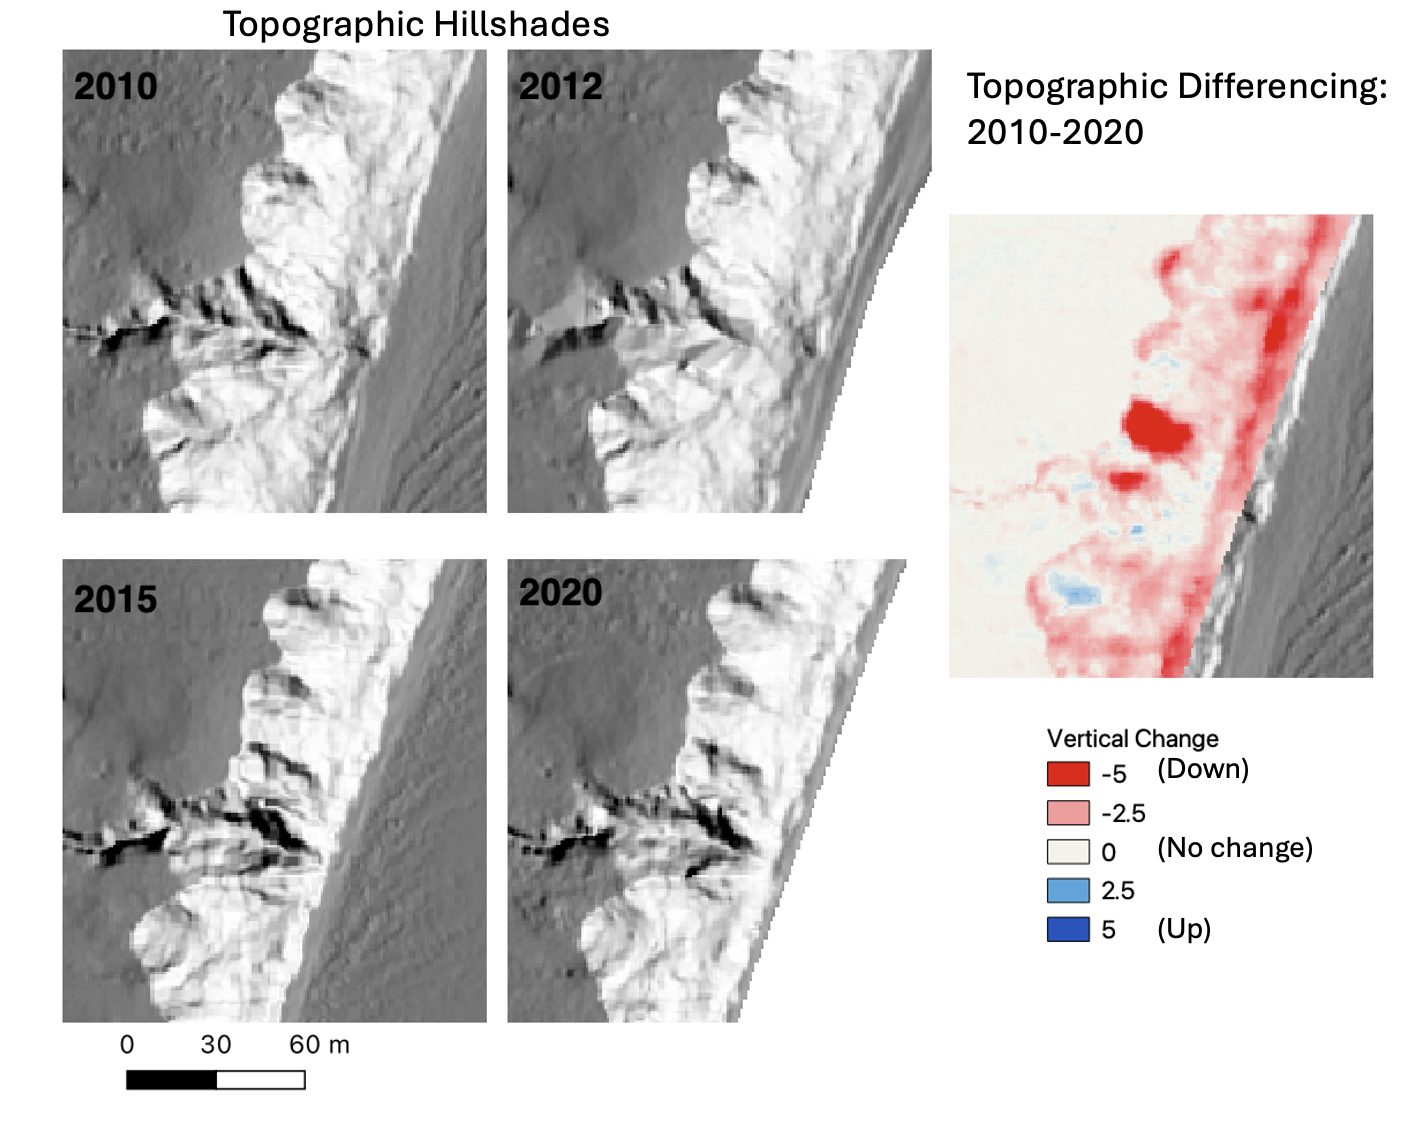 Topographic Hillshades
2010
2012
Topographic Differencing:
2010-2020
2015
2020
Vertical Change
-5 (Down)
-2.5
0 (No change)
2.5
5 (Up)
0 30 60 m